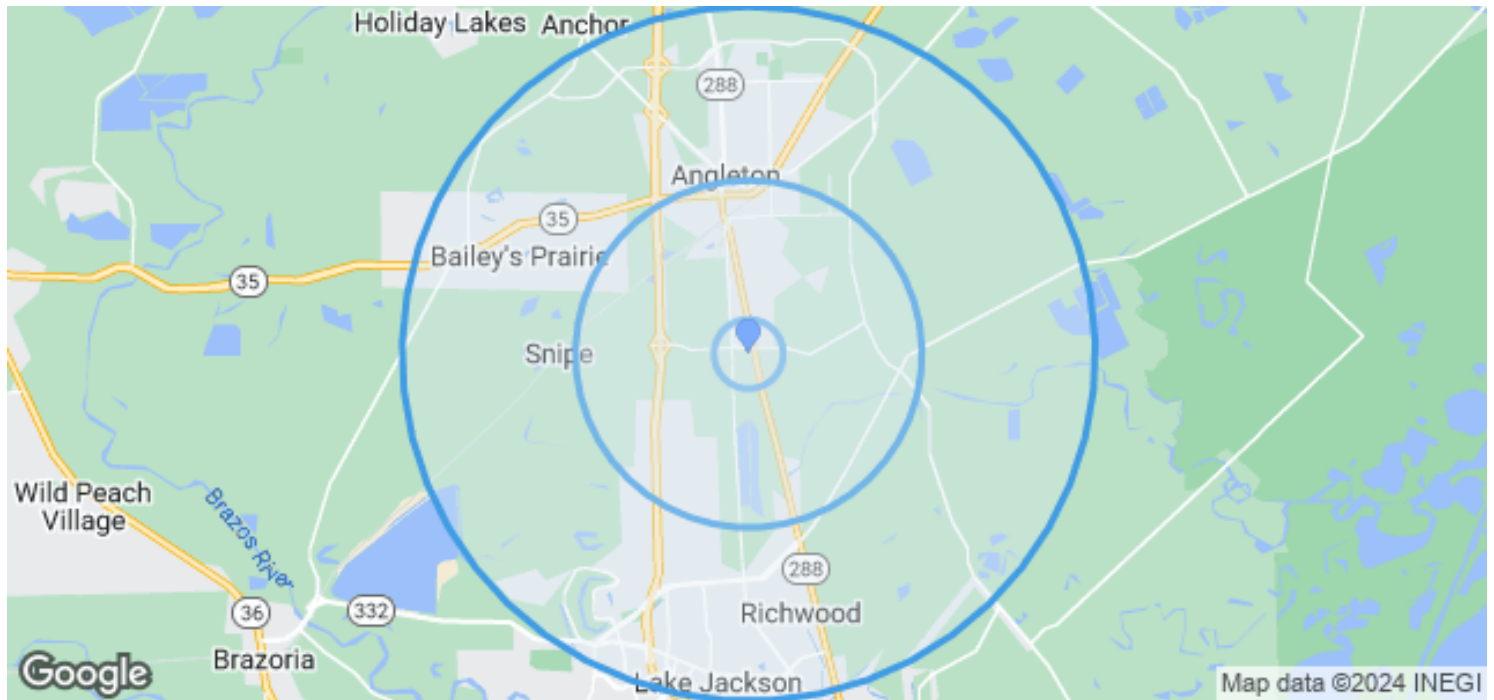 Holiday Lakes
Anchor
288
Angleton
35
Bailey's Prairie
35
Snipe
Wild Peach
Village
Brazos River
288
36
332
Richwood
Brazoria
Lake Jackson
Google
Map data ©2024 INEGI